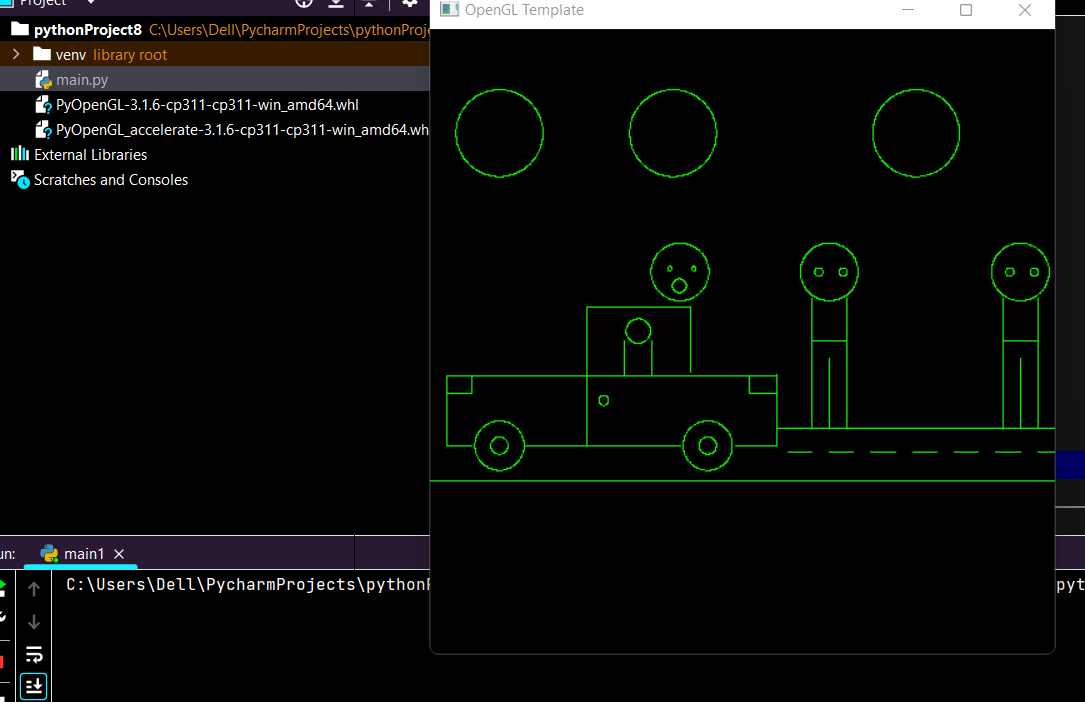 Project
OpenGL Template
pythonProject8 C:\Users\Dell\PycharmProjects\pythonProje
venv library root
main.py
PyOpenGL-3.1.6-cp311-cp311-win_amd64.whl
PyOpenGL_accelerate-3.1.6-cp311-cp311-win_amd64.wh
External Libraries
Scratches and Consoles
un: main1
C:\Users\Dell\PycharmProjects\python pyt